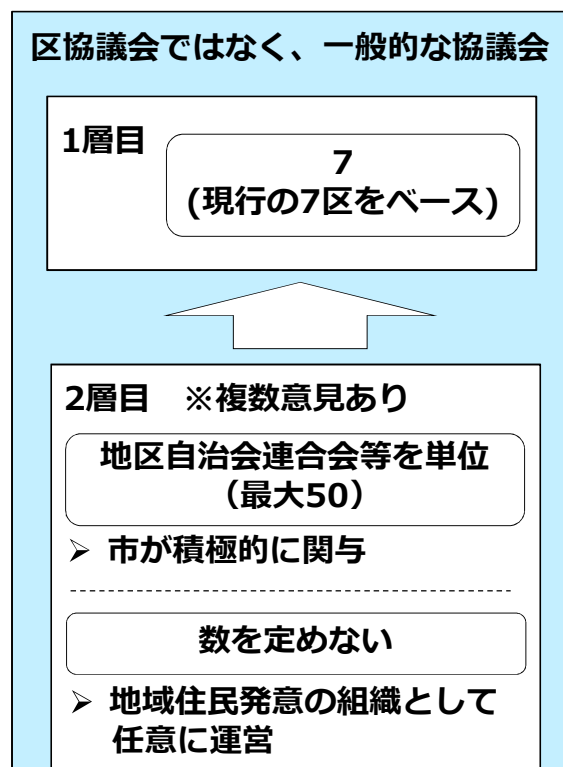 区協議会ではなく、一般的な協議会
1層目
7
(現行の7区をベース)
2層目　※複数意見あり
地区自治会連合会等を単位
（最大50）
➢ 市が積極的に関与
数を定めない
➢ 地域住民発意の組織として
任意に運営